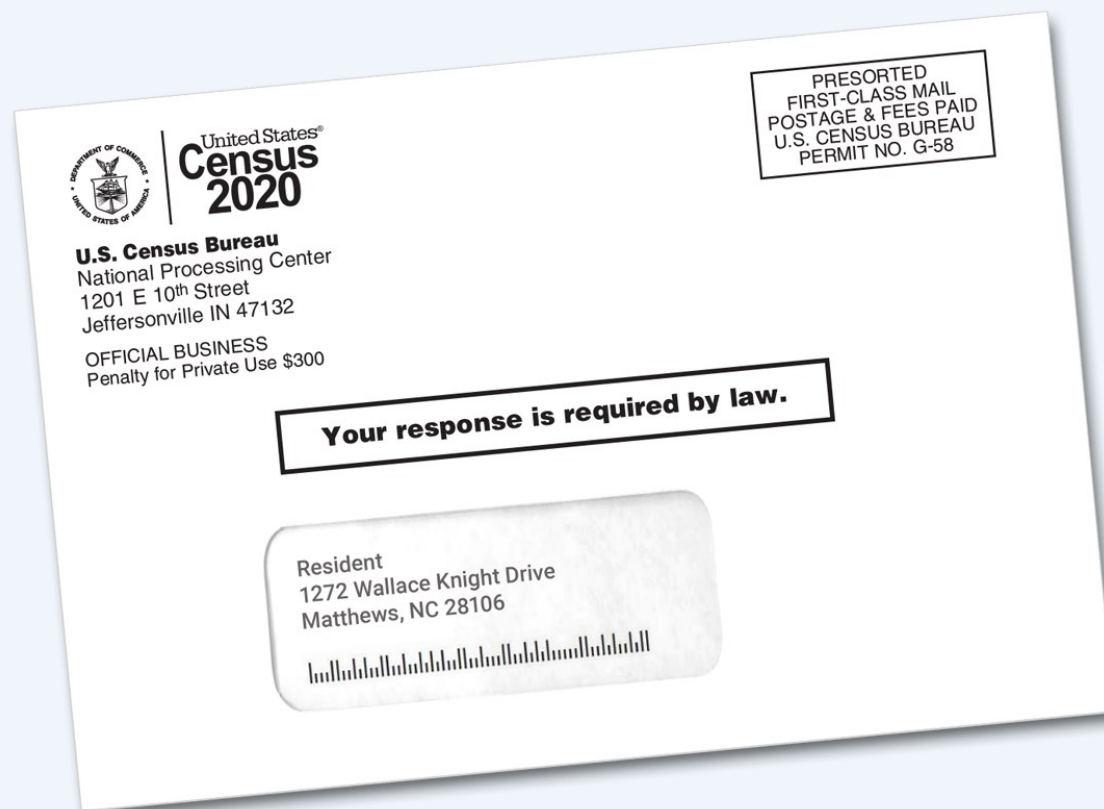 DEPARTMENT OF COMMERCE
UNITED STATES OF AMERICA
United States®
Census
2020
U.S. Census Bureau
National Processing Center
1201 E 10th Street
Jeffersonville IN 47132
OFFICIAL BUSINESS
Penalty for Private Use $300
PRESORTED
FIRST-CLASS MAIL
POSTAGE & FEES PAID
U.S. CENSUS BUREAU
PERMIT NO. G-58
Your response is required by law.
Resident
1272 Wallace Knight Drive
Matthews, NC 28106